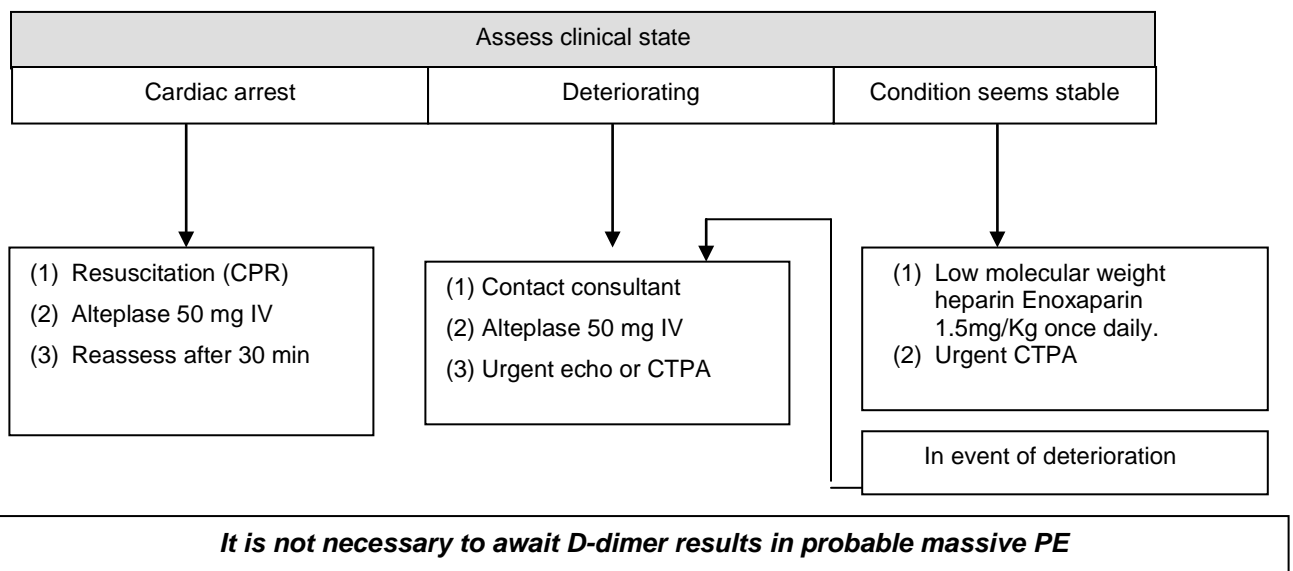 Assess clinical state
Cardiac arrest
Deteriorating
Condition seems stable
(1) Resuscitation (CPR)
(2) Alteplase 50 mg IV
(3) Reassess after 30 min
(1) Contact consultant
(2) Alteplase 50 mg IV
(3) Urgent echo or CTPA
(1) Low molecular weight
heparin Enoxaparin
1.5mg/Kg once daily.
(2) Urgent CTPA
In event of deterioration
It is not necessary to await D-dimer results in probable massive PE